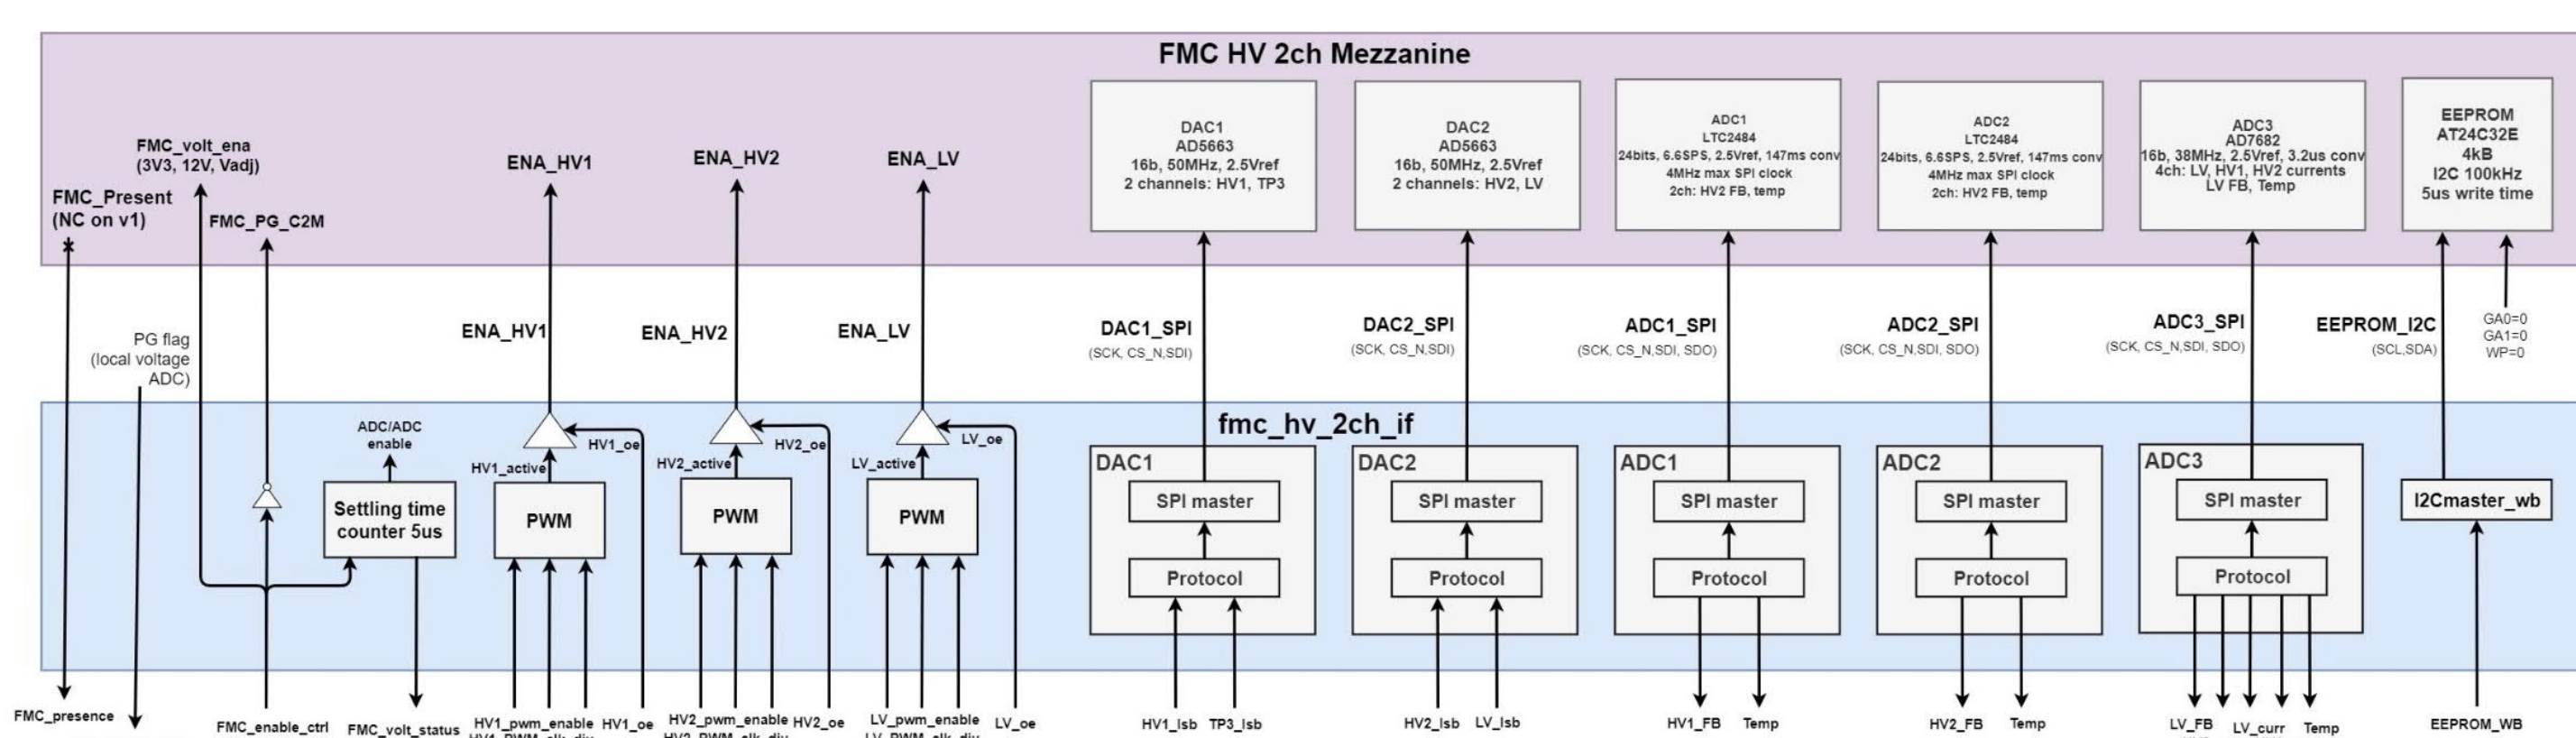 FMC HV 2ch Mezzanine
FMC_volt_ena
(3V3, 12V, Vadj)
FMC_Present
(NC on v1)
FMC_PG_C2M
ENA_HV1
ENA_HV2
ENA_LV
DAC1
AD5663
16b, 50MHz, 2.5Vref
2 channels: HV1, TP3
DAC2
AD5663
16b, 50MHz, 2.5Vref
2 channels: HV2, LV
ADC1
LTC2484
24bits, 6.6SPS, 2.5Vref, 147ms conv
4MHz max SPI clock
2ch: HV2 FB, temp
ADC2
LTC2484
24bits, 6.6SPS, 2.5Vref, 147ms conv
4MHz max SPI clock
2ch: HV2 FB, temp
ADC3
AD7682
16b, 38MHz, 2.5Vref, 3.2us conv
4ch: LV, HV1, HV2 currents
LV FB, Temp
EEPROM
AT24C32E
4kB
I2C 100kHz
5us write time
PG flag
(local voltage
ADC)
ENA_HV1
ENA_HV2
ENA_LV
DAC1_SPI
(SCK, CS_N,SDI)
DAC2_SPI
(SCK, CS_N,SDI)
ADC1_SPI
(SCK, CS_N,SDI, SDO)
ADC2_SPI
(SCK, CS_N,SDI, SDO)
ADC3_SPI
(SCK, CS_N,SDI, SDO)
EEPROM_I2C
(SCL,SDA)
GA0=0
GA1=0
WP=0
fmc_hv_2ch_if
ADC/ADC
enable
Settling time
counter 5us
HV1_active
HV1_oe
PWM
HV2_active
HV2_oe
PWM
LV_active
LV_oe
PWM
DAC1
SPI master
Protocol
DAC2
SPI master
Protocol
ADC1
SPI master
Protocol
ADC2
SPI master
Protocol
ADC3
SPI master
Protocol
I2Cmaster_wb
FMC_presence
FMC_enable_ctrl
FMC_volt_status
HV1_pwm_enable
HV1_PWM_clk_div
HV1_oe
HV2_pwm_enable
HV2_PWM_clk_div
HV2_oe
LV_pwm_enable
LV_PWM_clk_div
LV_oe
HV1_lsb
TP3_lsb
HV2_lsb
LV_lsb
HV1_FB
Temp
HV2_FB
Temp
LV_FB
LV_curr
Temp
EEPROM_WB